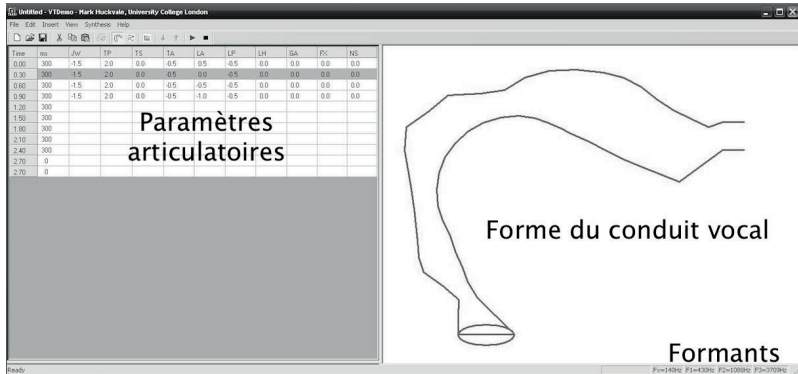 Untitled - VTDemo - Mark Huckvale, University College London
File Edit Insert View Synthesis Help
Time ms JW TP TS TA LA LP LH GA FX NS
0.00 300 -1.5 2.0 0.0 -0.5 0.5 -0.5 0.0 0.0 0.0 0.0
0.30 300 -1.5 2.0 0.0 -0.5 0.0 -0.5 0.0 0.0 0.0 0.0
0.60 300 -1.5 2.0 0.0 -0.5 -0.5 -0.5 0.0 0.0 0.0 0.0
0.90 300 -1.5 2.0 0.0 -0.5 -1.0 -0.5 0.0 0.0 0.0 0.0
1.20 300
1.50 300
1.80 300
2.10 300
2.40 300
2.70 0
2.70 0
Paramètres
articulatoires
Forme du conduit vocal
Formants
Ready
Fx=140Hz F1=430Hz F2=1008Hz F3=3709Hz